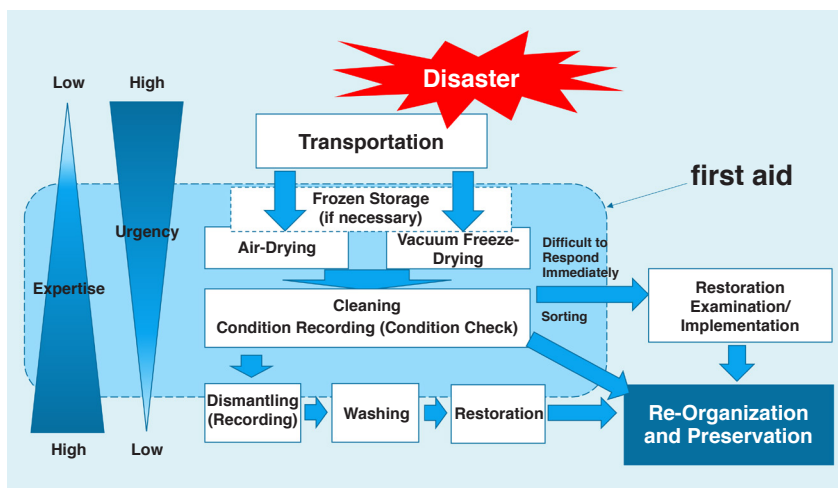 Disaster
Low
High
Transportation
first aid
Frozen Storage
(if necessary)
Urgency
Air-Drying
Vacuum Freeze-
Drying
Difficult to
Respond
Immediately
Expertise
Cleaning
Condition Recording (Condition Check)
Sorting
Restoration
Examination/
Implementation
Dismantling
(Recording)
Washing
Restoration
Re-Organization
and Preservation
High
Low